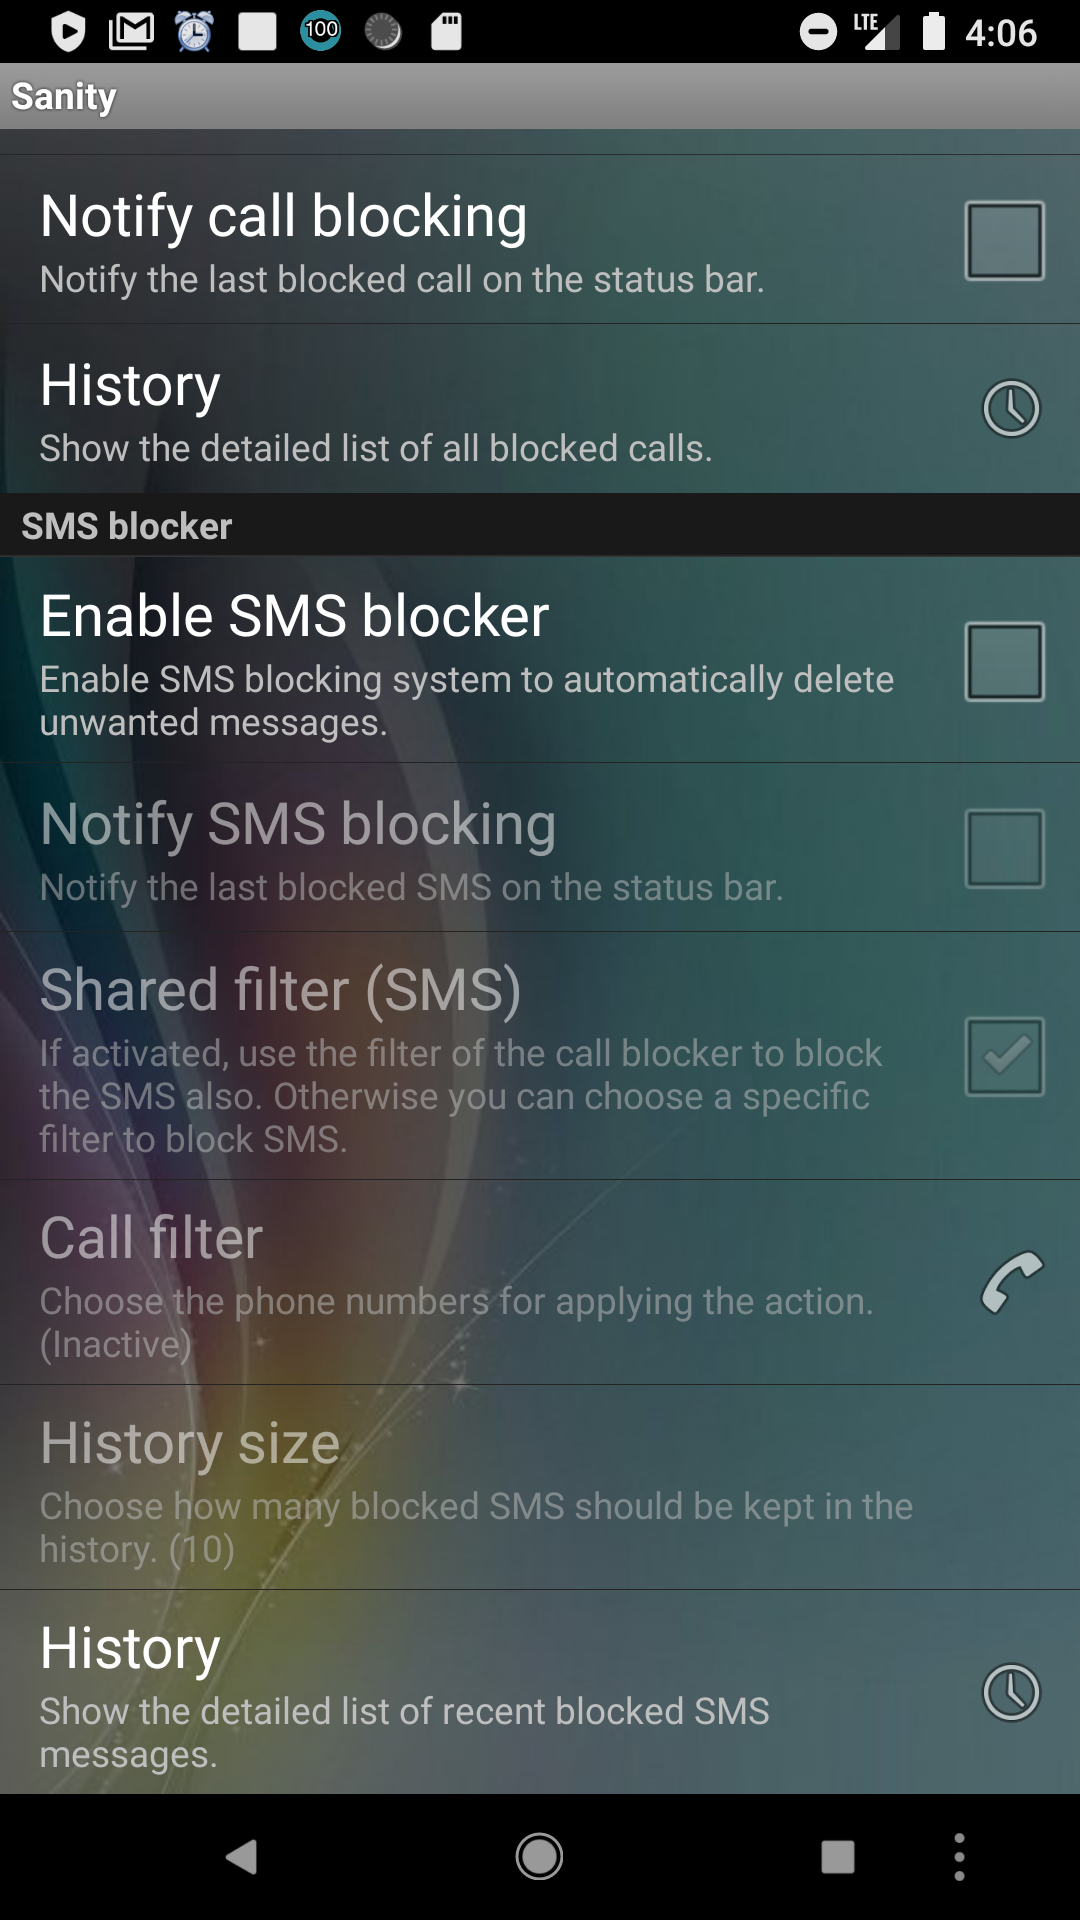 100
LTE
4:06
Sanity
Notify call blocking
Notify the last blocked call on the status bar.
History
Show the detailed list of all blocked calls.
SMS blocker
Enable SMS blocker
Enable SMS blocking system to automatically delete
unwanted messages.
Notify SMS blocking
Notify the last blocked SMS on the status bar.
Shared filter (SMS)
If activated, use the filter of the call blocker to block
the SMS also. Otherwise you can choose a specific
filter to block SMS.
Call filter
Choose the phone numbers for applying the action.
(Inactive)
History size
Choose how many blocked SMS should be kept in the
history. (10)
History
Show the detailed list of recent blocked SMS
messages.